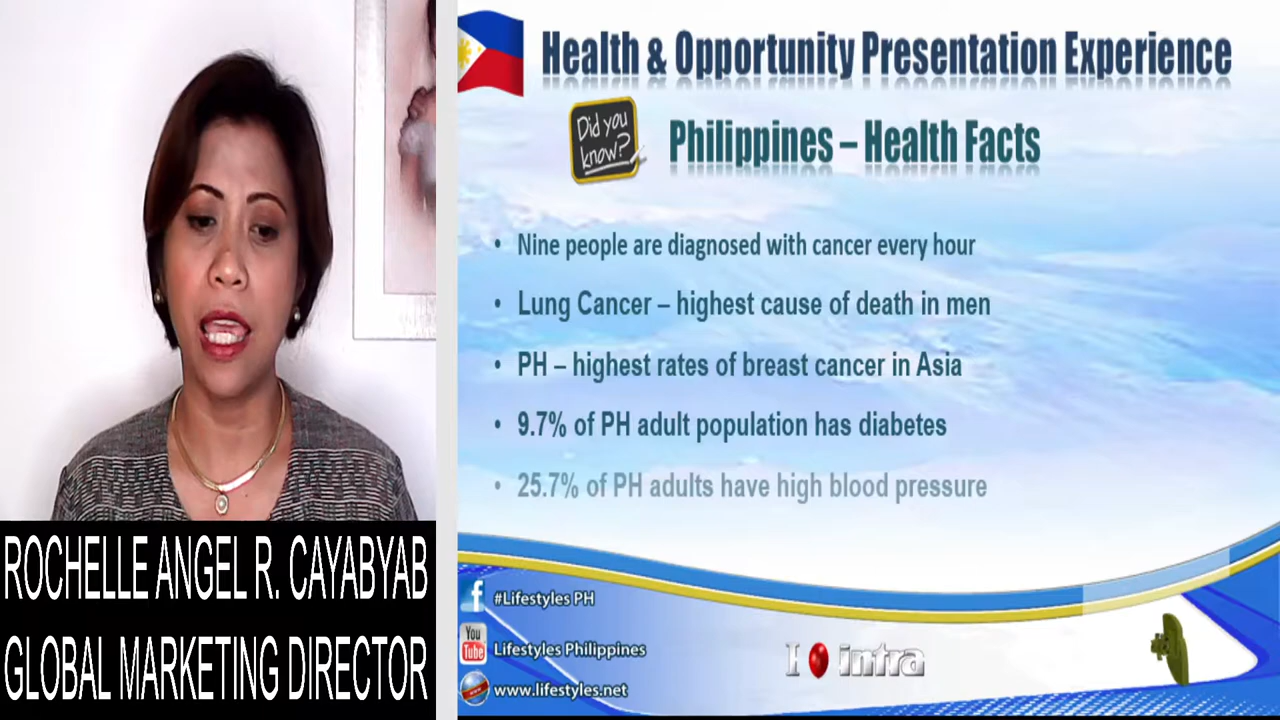 Health & Opportunity Presentation Experience
Did you
know?
Philippines – Health Facts
• Nine people are diagnosed with cancer every hour
• Lung Cancer – highest cause of death in men
• PH – highest rates of breast cancer in Asia
• 9.7% of PH adult population has diabetes
• 25.7% of PH adults have high blood pressure
ROCHELLE ANGEL R. CAYABYAB
GLOBAL MARKETING DIRECTOR
f #Lifestyles PH
You
Tube Lifestyles Philippines
www.lifestyles.net
I intra